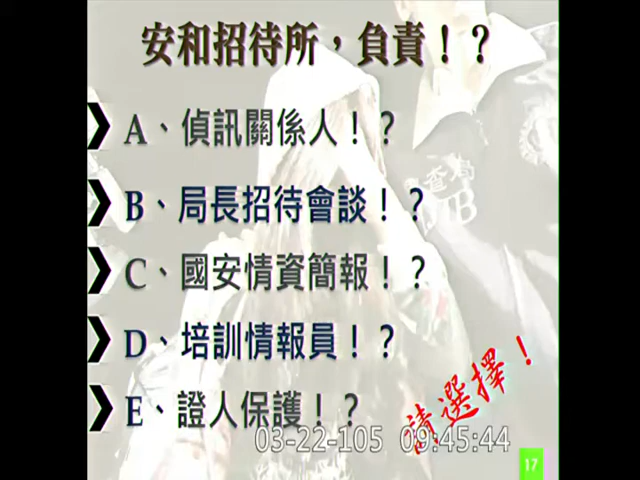 安和招待所，負責！？
A、偵訊關係人！？
查局
B、局長招待會談！？
C、國安情資簡報！？
D、培訓情報員！？
請選擇！
E、證人保護！？
03-22-105 09:45:44
17